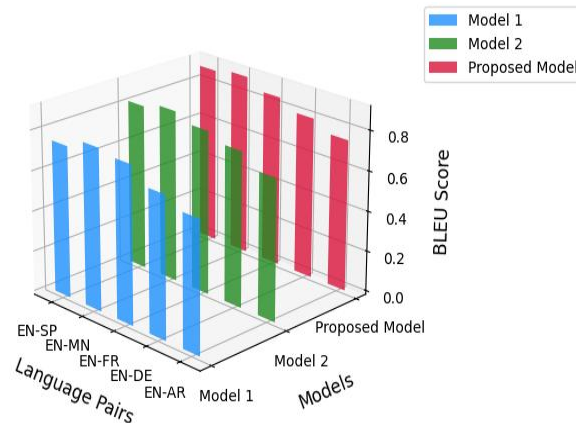 Model 1
Model 2
Proposed Model
0.8
0.6
0.4
0.2
0.0
BLEU Score
EN-SP
EN-MN
EN-FR
EN-DE
EN-AR
Language Pairs
Model 1
Model 2
Proposed Model
Models